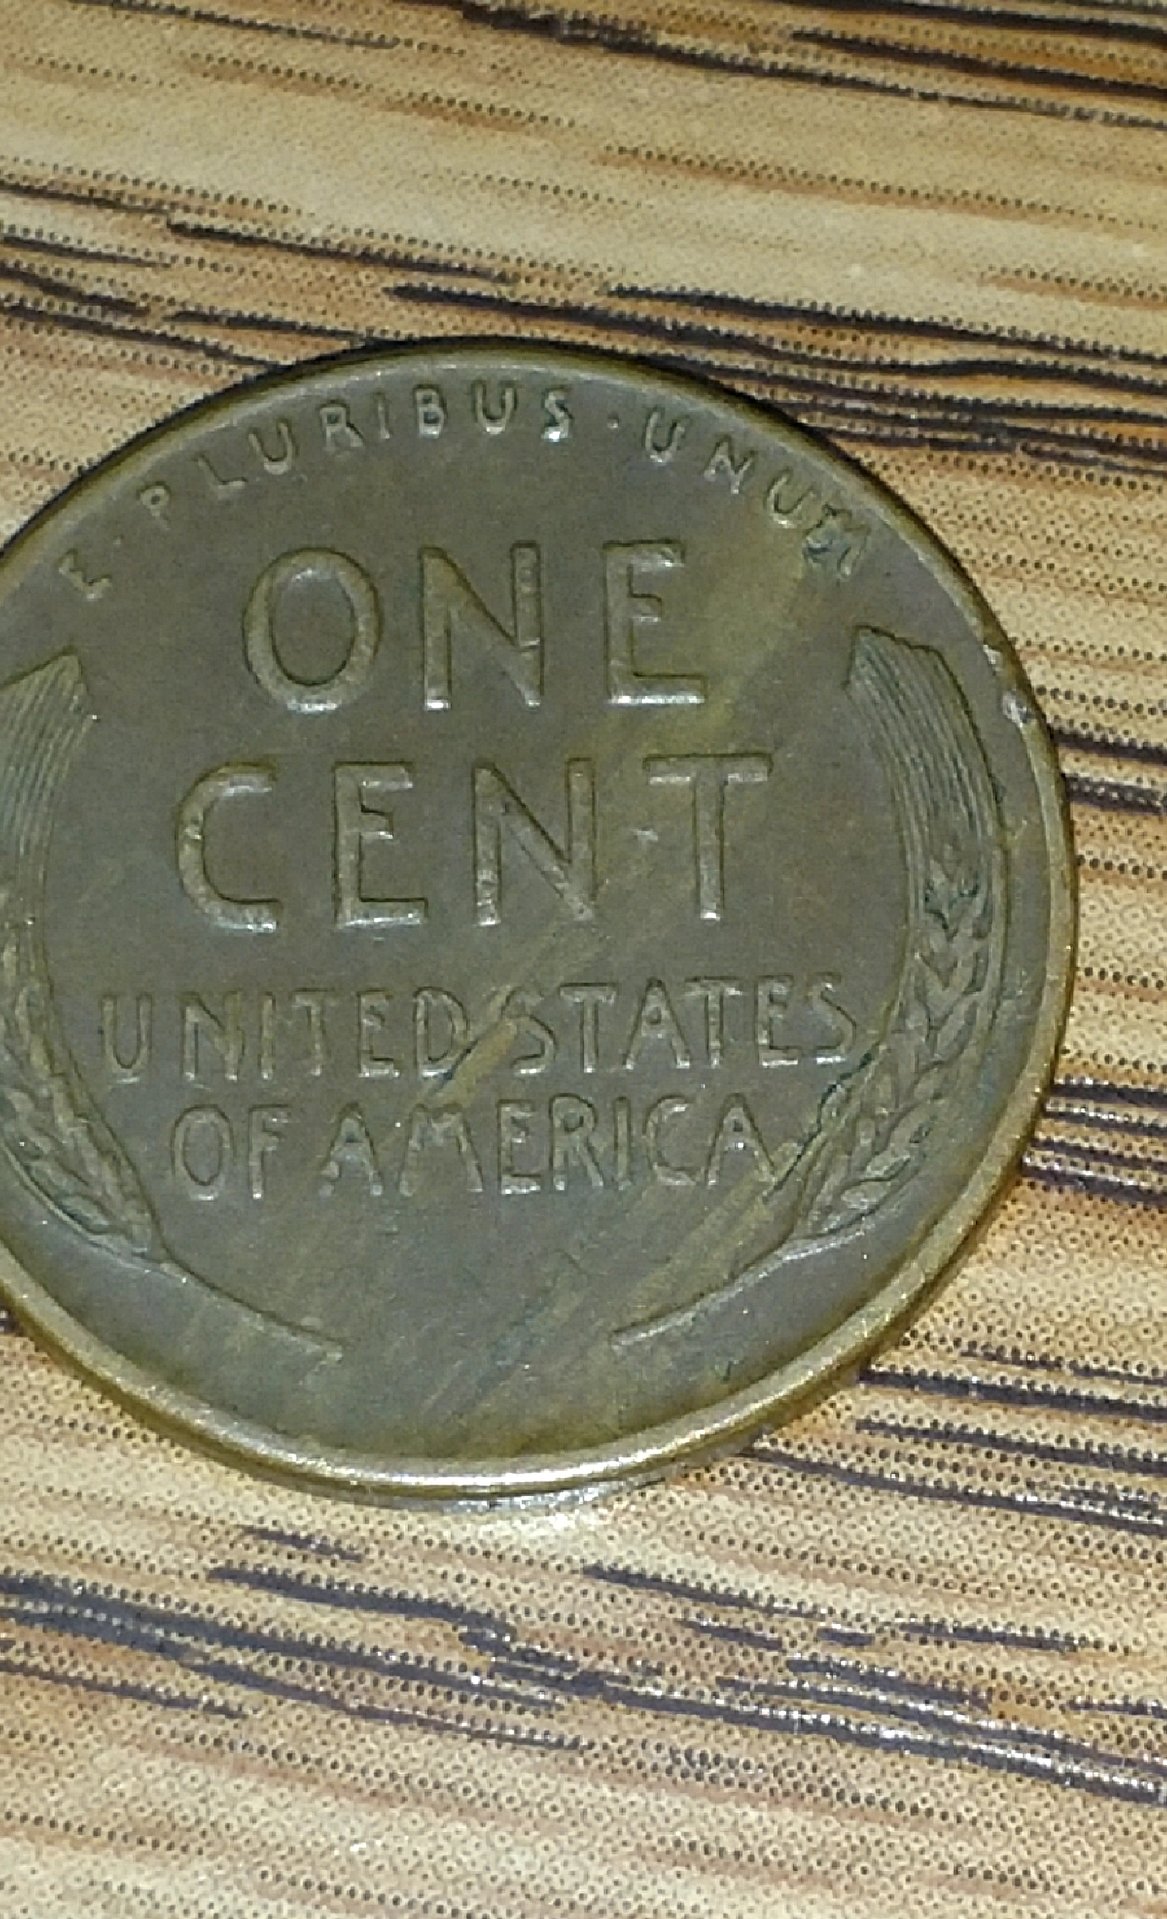 E · PLURIBUS · UNUM
ONE
CENT
UNITED STATES
OF AMERICA